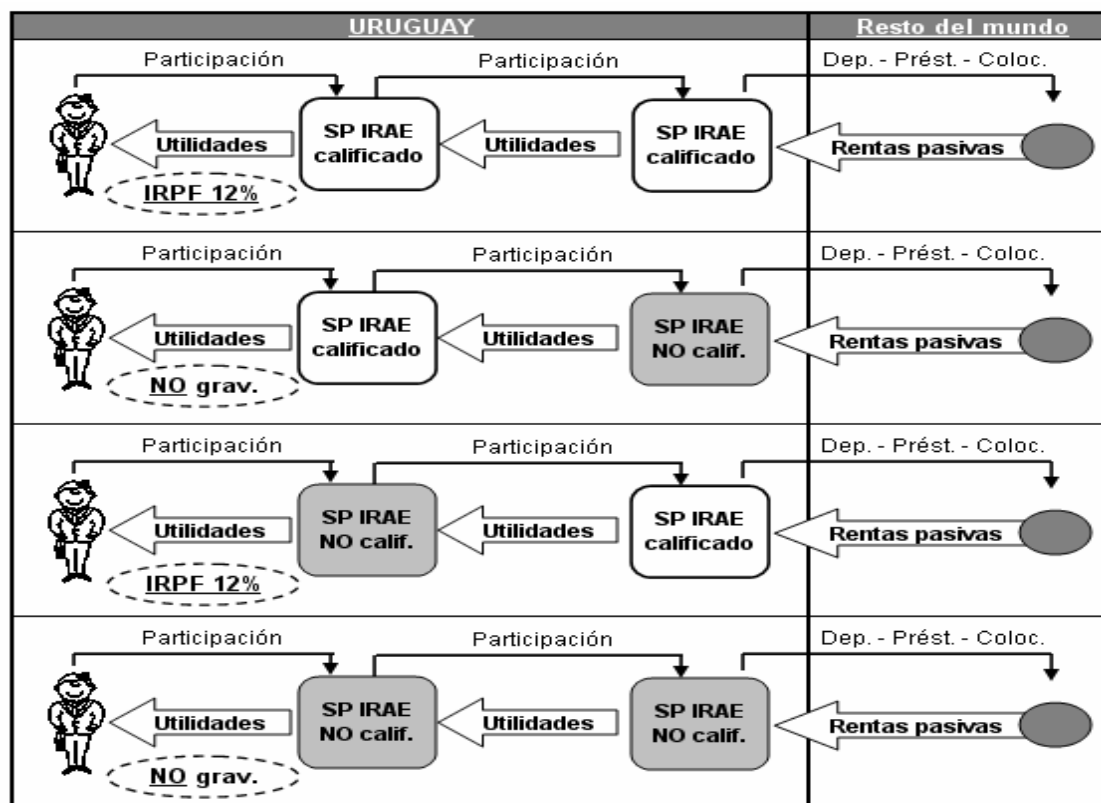 URUGUAY Resto del mundo
Participación Participación Dep. - Prést. - Coloc.
Utilidades SP IRAE calificado Utilidades SP IRAE calificado Rentas pasivas
IRPF 12%
Participación Participación Dep. - Prést. - Coloc.
Utilidades SP IRAE calificado Utilidades SP IRAE NO calif. Rentas pasivas
NO grav.
Participación Participación Dep. - Prést. - Coloc.
Utilidades SP IRAE NO calif. Utilidades SP IRAE calificado Rentas pasivas
IRPF 12%
Participación Participación Dep. - Prést. - Coloc.
Utilidades SP IRAE NO calif. Utilidades SP IRAE NO calif. Rentas pasivas
NO grav.